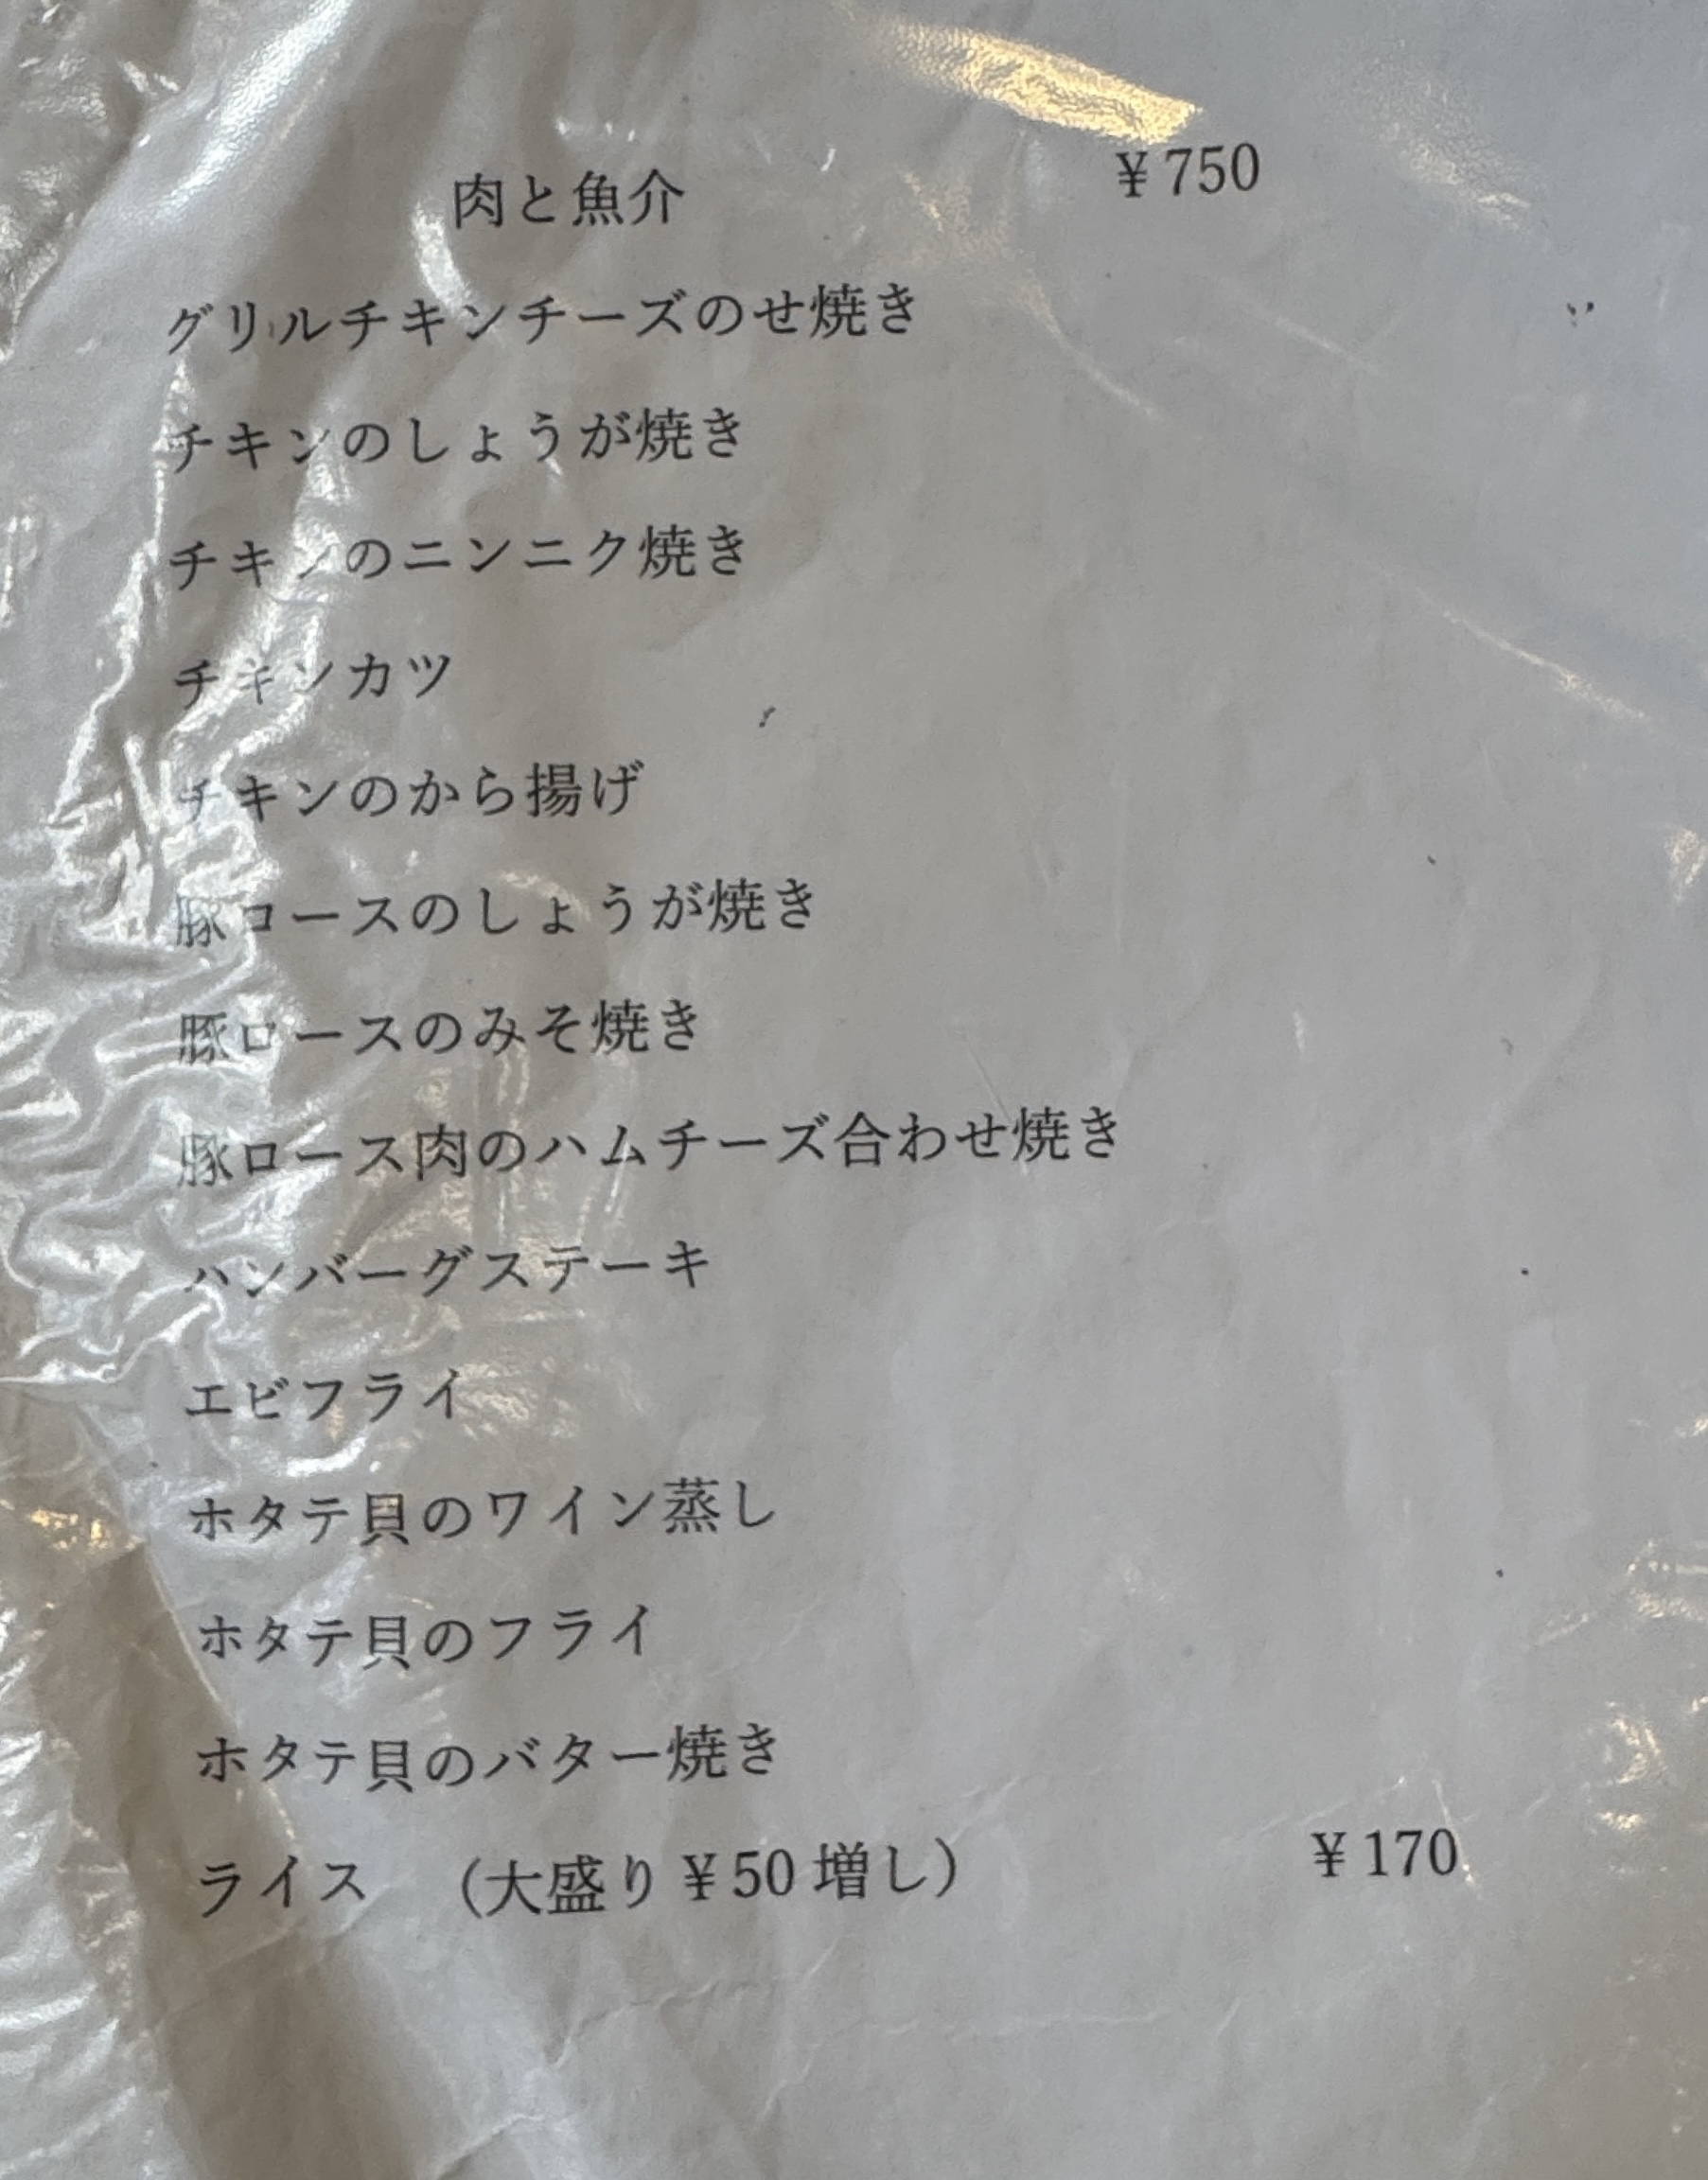 肉と魚介 ¥750
グリルチキンチーズのせ焼き
チキンのしょうが焼き
チキンのニンニク焼き
チキンカツ
チキンのから揚げ
豚ロースのしょうが焼き
豚ロースのみそ焼き
豚ロース肉のハムチーズ合わせ焼き
ハンバーグステーキ
エビフライ
ホタテ貝のワイン蒸し
ホタテ貝のフライ
ホタテ貝のバター焼き
ライス (大盛り¥50増し) ¥170